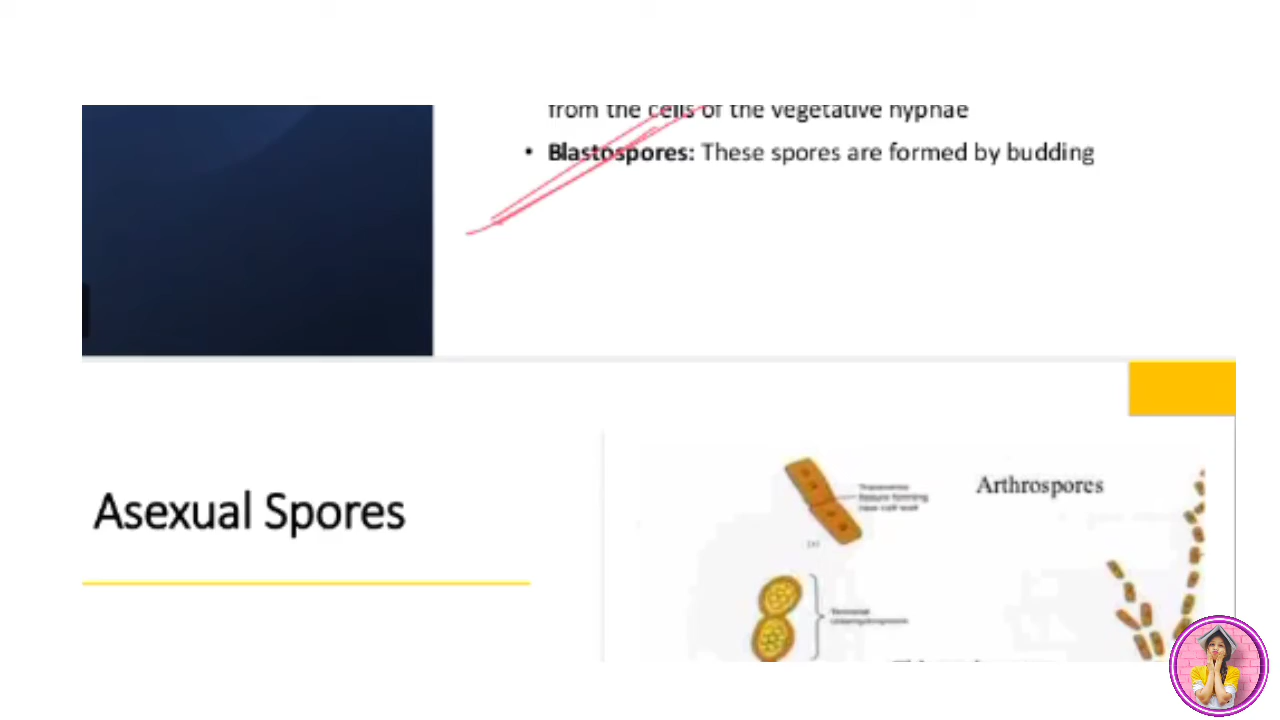 from the cells of the vegetative hyphae
• Blastospores: These spores are formed by budding
Asexual Spores
Arthrospores